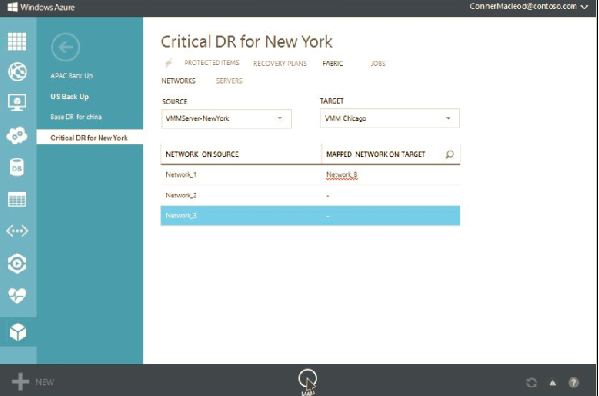 Windows Azure
ConnerMacleod@contoso.com
Critical DR for New York
PROTECTED ITEMS RECOVERY PLANS FABRIC JOBS
NETWORKS SERVERS
APAC Back Up
US Back Up
Base DR for china
Critical DR for New York
SOURCE TARGET
VMMServer-NewYork VMM Chicago
NETWORK ON SOURCE MAPPED NETWORK ON TARGET
Network_1 Network_B
Network_2 -
Network_3 -
DB
NEW
MAP
?